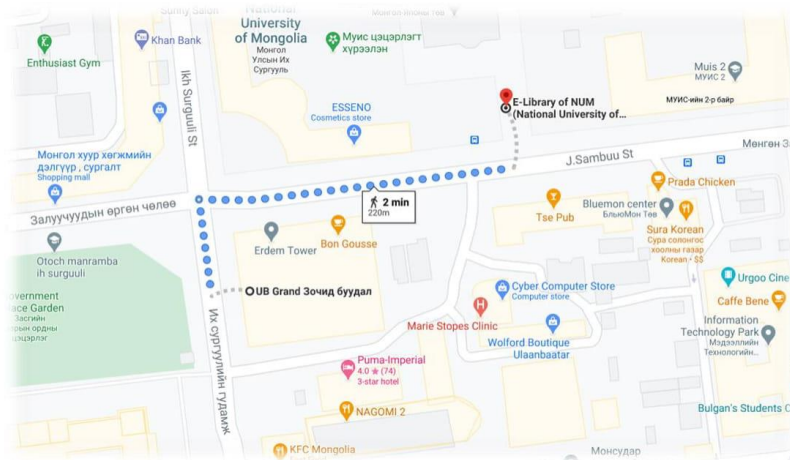 Sunny Salon
National
University
of Mongolia
Монгол
Улсын Их
Сургууль
Муис цэцэрлэгт
хүрээлэн
Khan Bank
Enthusiast Gym
Ikh Surguuli St
ESSENO
Cosmetics store
E-Library of NUM
(National University of...
Muis 2
МУИС 2
МУИС-ийн 2-р байр
Монгол хуур хөгжмийн
дэлгүүр , сургалт
Shopping mall
Залуучуудын өргөн чөлөө
J.Sambuu St
Мөнгөн З
2 min
220m
Prada Chicken
Bluemon center
БльюМон Төв
Tse Pub
Sura Korean
Сура солонгос
хоолны газар
Korean • $$
Otoch manramba
ih surguuli
Erdem Tower
Bon Gousse
UB Grand Зочид буудал
Cyber Computer Store
Computer store
Urgoo Cine
Caffe Bene
overnment
ace Garden
Засгийн
рын ордны
цэцэрлэг
Marie Stopes Clinic
Wolford Boutique
Ulaanbaatar
Information
Technology Park
Мэдээллийн
Технологийн...
Их сургуулийн гудамж
Puma-Imperial
4.0 ★ (74)
3-star hotel
NAGOMI 2
Bulgan's Students C
KFC Mongolia
Монсудар